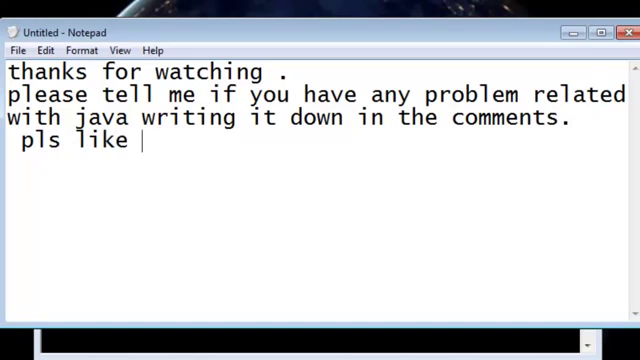 Untitled - Notepad
File Edit Format View Help
thanks for watching .
please tell me if you have any problem related
with java writing it down in the comments.
pls like